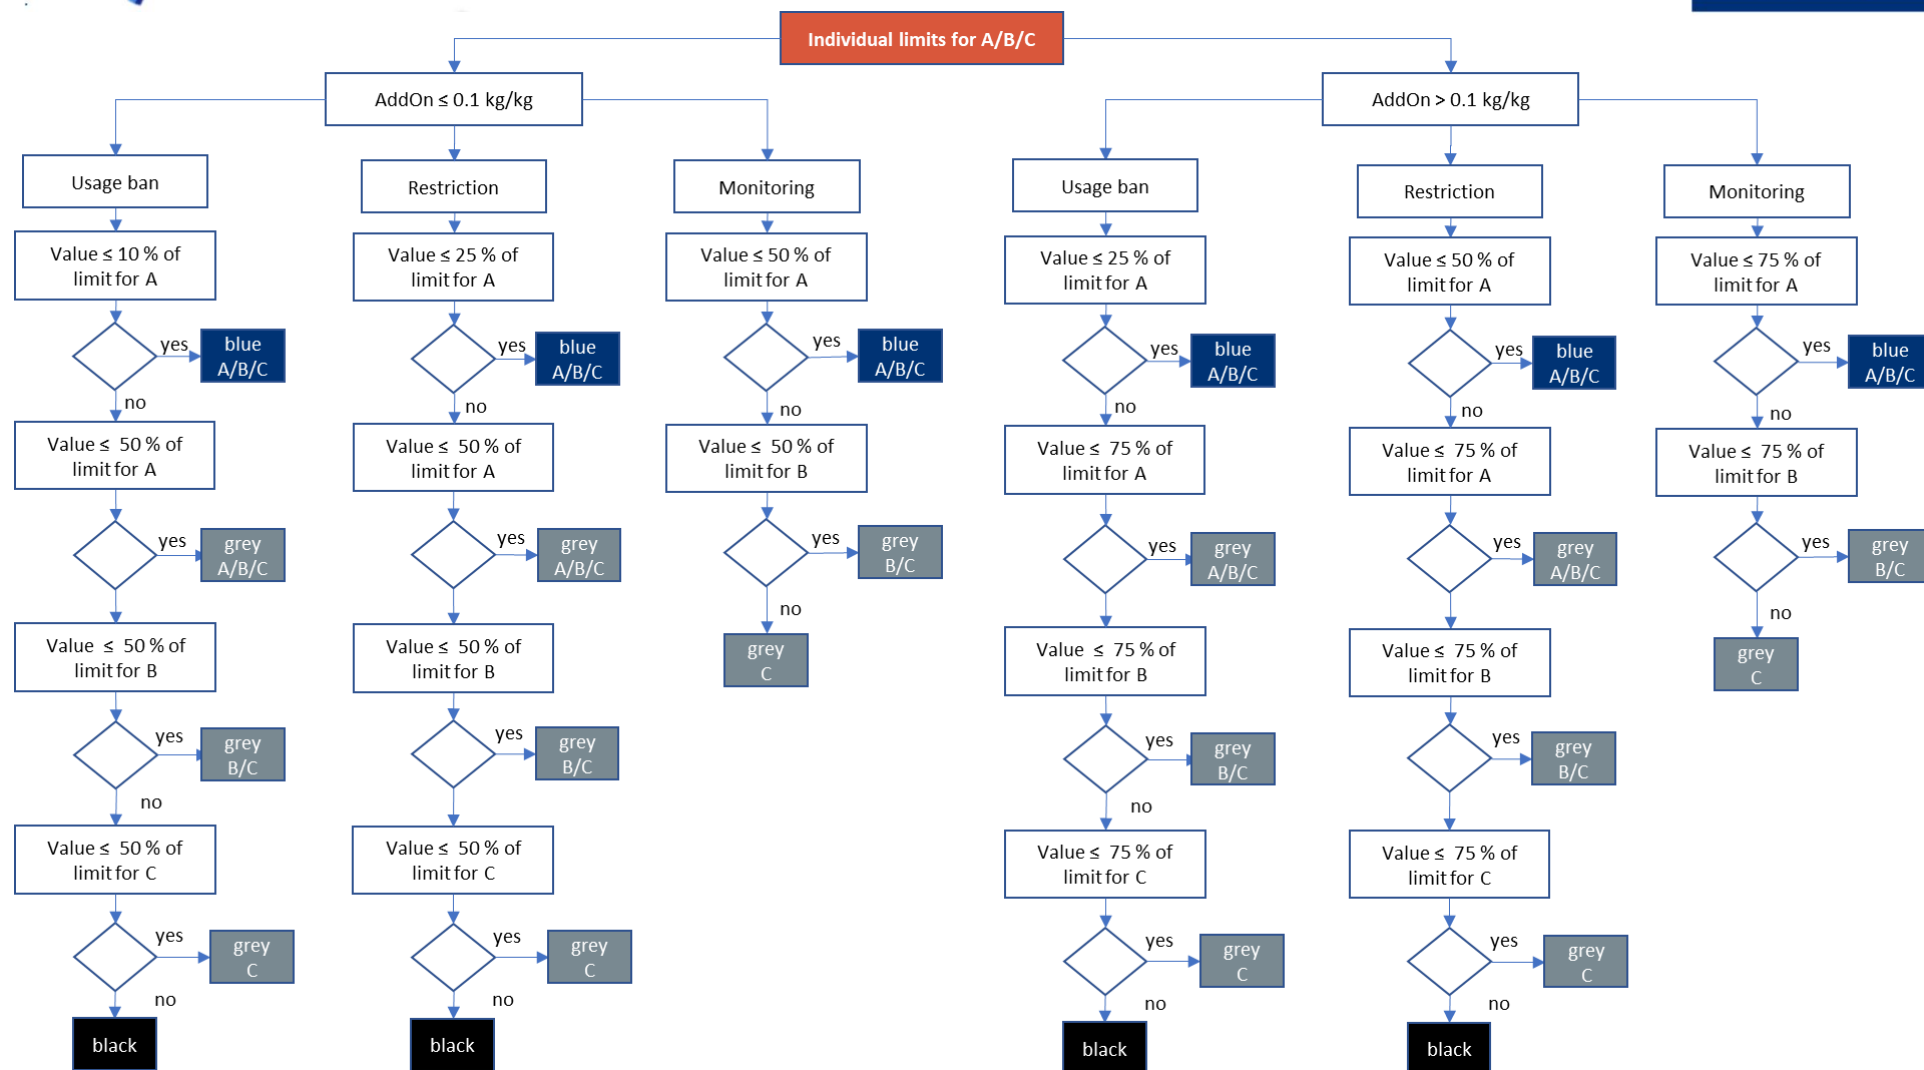 Individual limits for A/B/C
AddOn ≤ 0.1 kg/kg
Usage ban
Value ≤ 10 % of
limit for A
yes
blue
A/B/C
no
Value ≤ 50 % of
limit for A
yes
grey
A/B/C
Value ≤ 50 % of
limit for B
yes
grey
B/C
no
Value ≤ 50 % of
limit for C
yes
grey
C
no
black
Restriction
Value ≤ 25 % of
limit for A
yes
blue
A/B/C
no
Value ≤ 50 % of
limit for A
yes
grey
A/B/C
Value ≤ 50 % of
limit for B
yes
grey
B/C
Value ≤ 50 % of
limit for C
yes
grey
C
no
black
Monitoring
Value ≤ 50 % of
limit for A
yes
blue
A/B/C
no
Value ≤ 50 % of
limit for B
yes
grey
B/C
no
grey
C
AddOn > 0.1 kg/kg
Usage ban
Value ≤ 25 % of
limit for A
yes
blue
A/B/C
no
Value ≤ 75 % of
limit for A
yes
grey
A/B/C
Value ≤ 75 % of
limit for B
yes
grey
B/C
no
Value ≤ 75 % of
limit for C
yes
grey
C
no
black
Restriction
Value ≤ 50 % of
limit for A
yes
blue
A/B/C
no
Value ≤ 75 % of
limit for A
yes
grey
A/B/C
Value ≤ 75 % of
limit for B
yes
grey
B/C
Value ≤ 75 % of
limit for C
yes
grey
C
no
black
Monitoring
Value ≤ 75 % of
limit for A
yes
blue
A/B/C
no
Value ≤ 75 % of
limit for B
yes
grey
B/C
no
grey
C